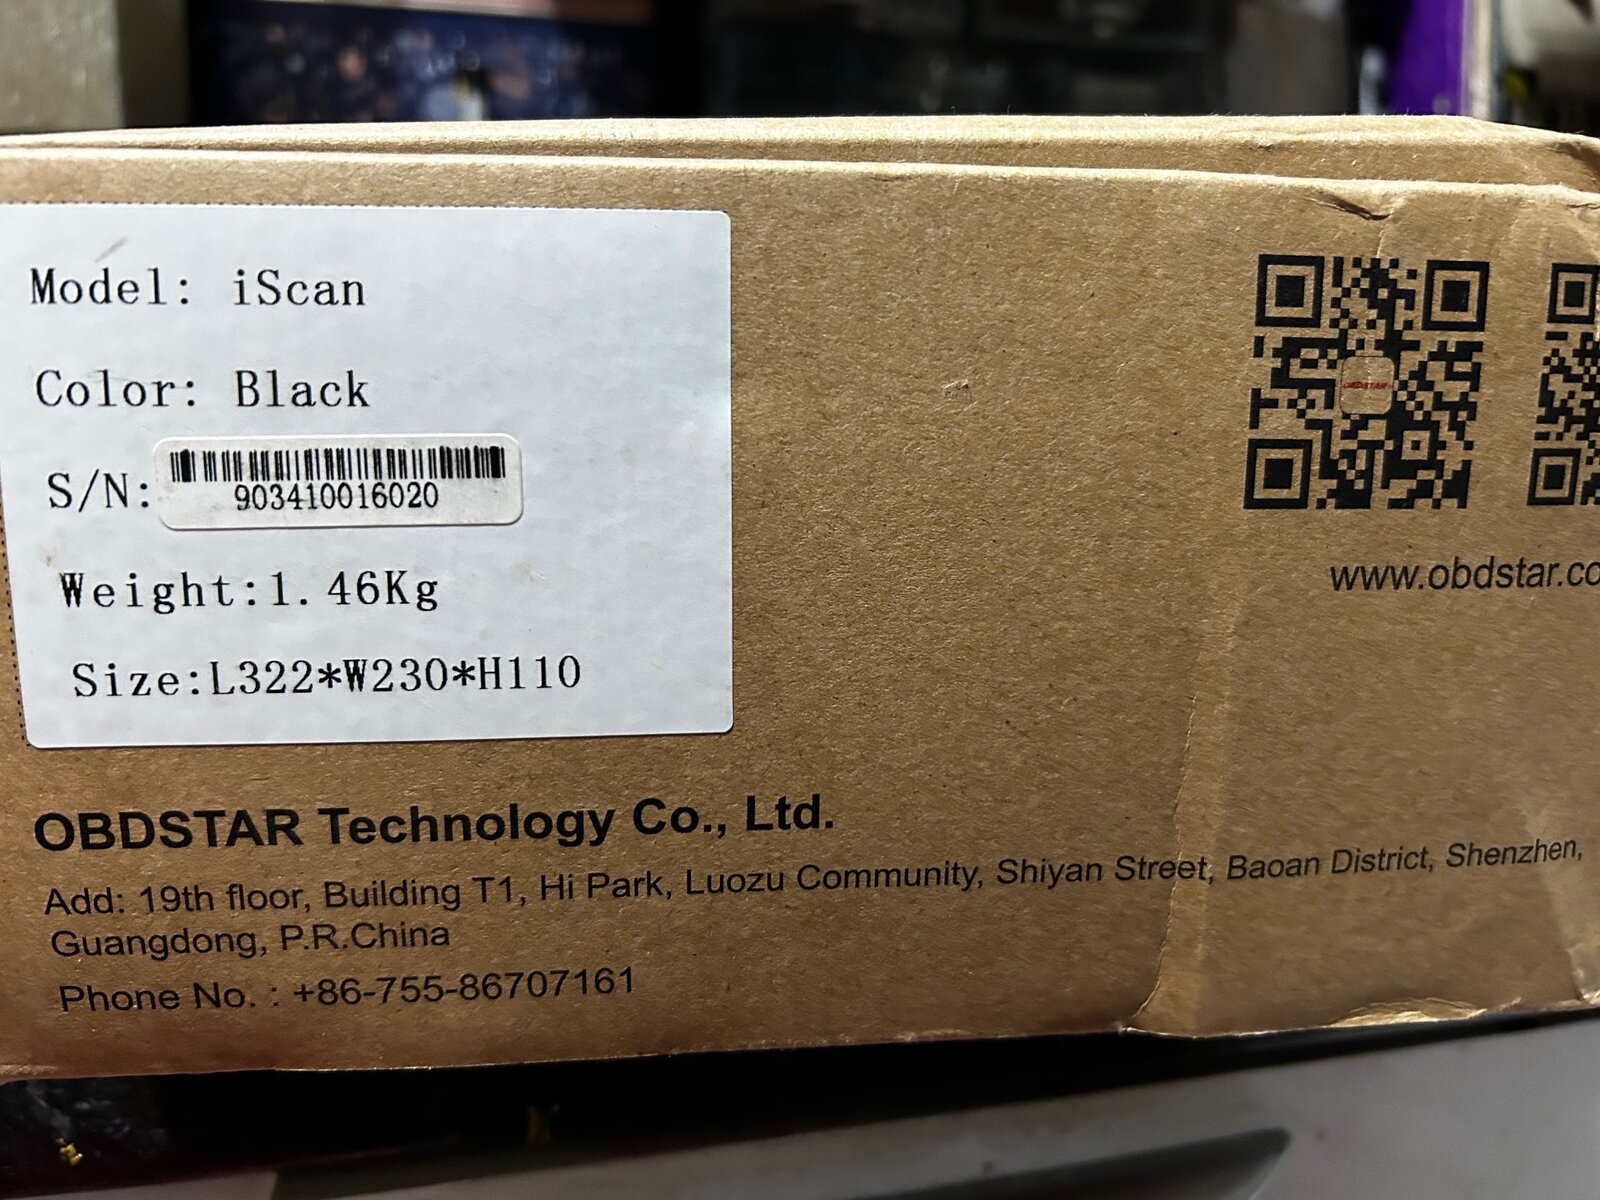 Model: iScan
Color: Black
S/N: 903410016020
Weight:1.46Kg
Size:L322*W230*H110
OBDSTAR
www.obdstar.co
OBDSTAR Technology Co., Ltd.
Add: 19th floor, Building T1, Hi Park, Luozu Community, Shiyan Street, Baoan District, Shenzhen,
Guangdong, P.R.China
Phone No. : +86-755-86707161